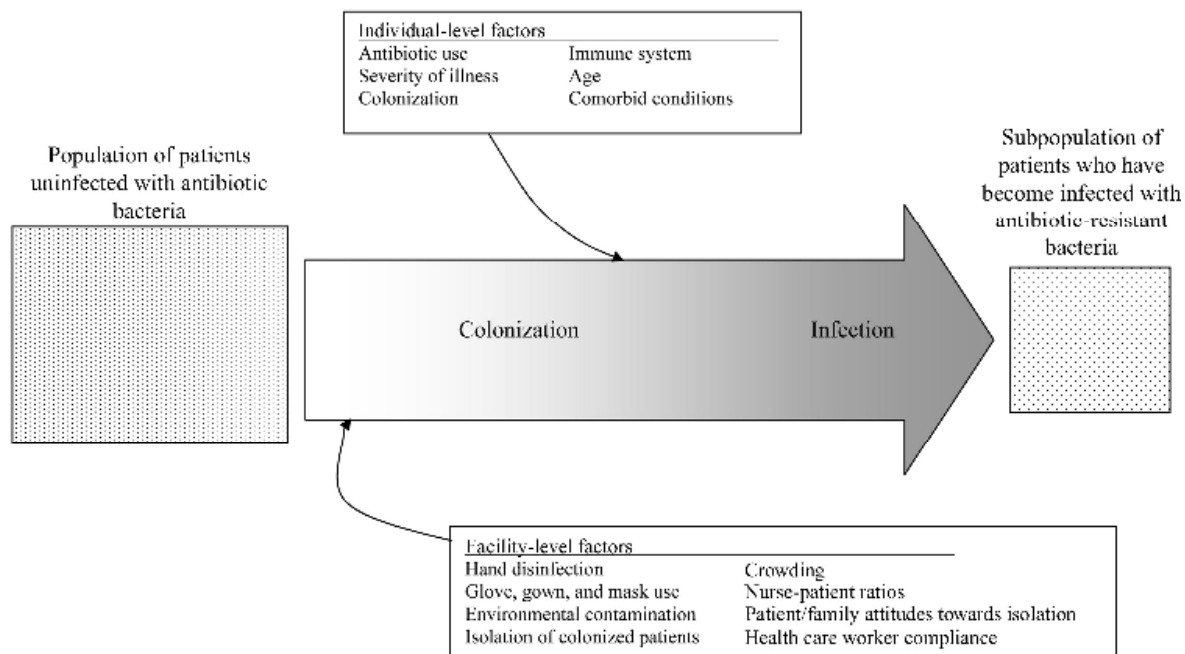 Individual-level factors
Antibiotic use Immune system
Severity of illness Age
Colonization Comorbid conditions
Population of patients
uninfected with antibiotic
bacteria
Subpopulation of
patients who have
become infected with
antibiotic-resistant
bacteria
Colonization
Infection
Facility-level factors
Hand disinfection Crowding
Glove, gown, and mask use Nurse-patient ratios
Environmental contamination Patient/family attitudes towards isolation
Isolation of colonized patients Health care worker compliance